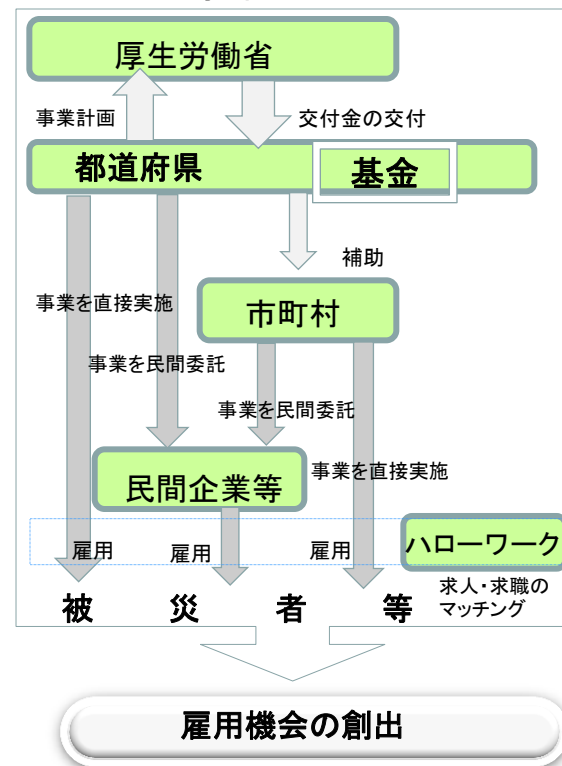 厚生労働省
事業計画
交付金の交付
都道府県
基金
補助
事業を直接実施
市町村
事業を民間委託
事業を民間委託
民間企業等
事業を直接実施
雇用
雇用
雇用
ハローワーク
被災者等
求人・求職の
マッチング
雇用機会の創出